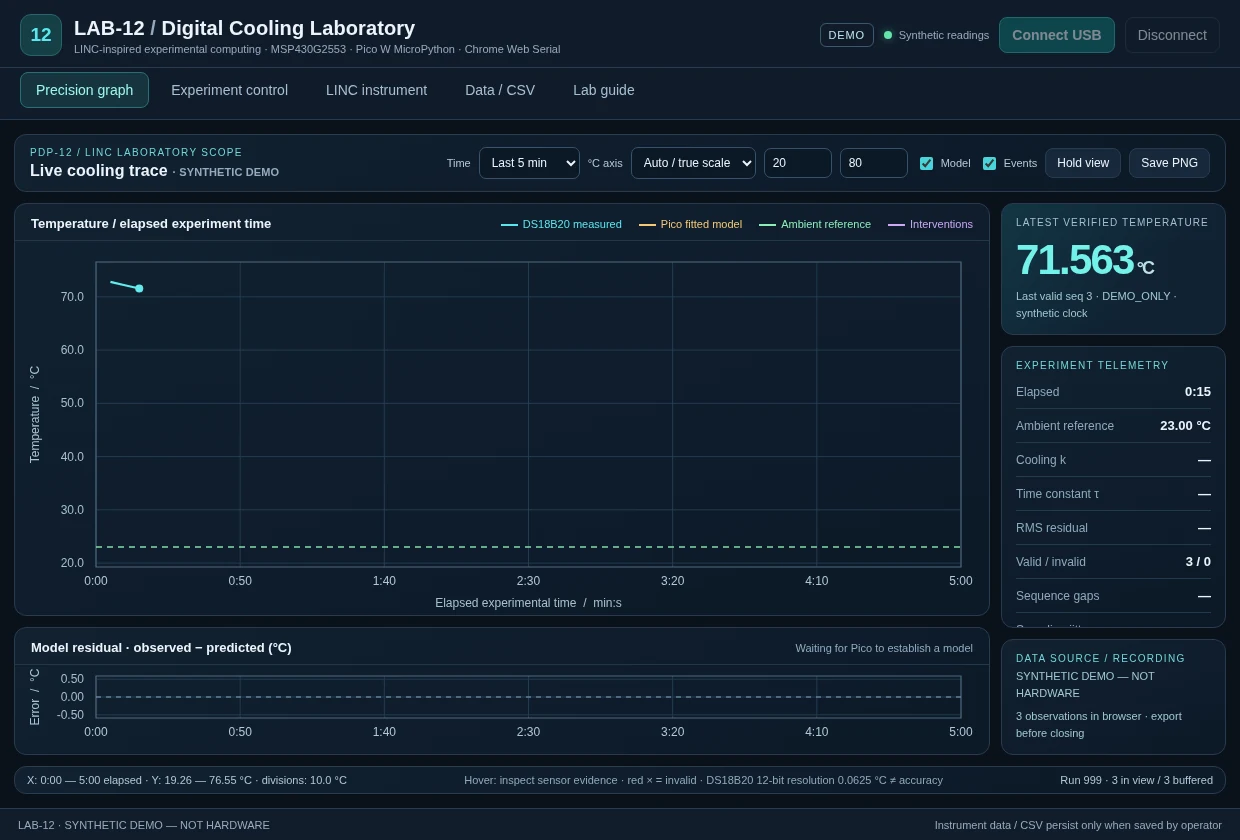 12
LAB-12 / Digital Cooling Laboratory
LINC-inspired experimental computing · MSP430G2553 · Pico W MicroPython · Chrome Web Serial
DEMO
Synthetic readings
Connect USB
Disconnect
Precision graph
Experiment control
LINC instrument
Data / CSV
Lab guide
PDP-12 / LINC LABORATORY SCOPE
Live cooling trace · SYNTHETIC DEMO
Time
Last 5 min
°C axis
Auto / true scale
20
80
Model
Events
Hold view
Save PNG
Temperature / elapsed experiment time
DS18B20 measured
Pico fitted model
Ambient reference
Interventions
Temperature / °C
70.0
60.0
50.0
40.0
30.0
20.0
0:00 0:50 1:40 2:30 3:20 4:10 5:00
Elapsed experimental time / min:s
LATEST VERIFIED TEMPERATURE
71.563 °C
Last valid seq 3 · DEMO_ONLY ·
synthetic clock
EXPERIMENT TELEMETRY
Elapsed 0:15
Ambient reference 23.00 °C
Cooling k —
Time constant τ —
RMS residual —
Valid / invalid 3 / 0
Sequence gaps —
Model residual · observed − predicted (°C)
Waiting for Pico to establish a model
Error / °C
0.50
0.00
-0.50
0:00 0:50 1:40 2:30 3:20 4:10 5:00
DATA SOURCE / RECORDING
SYNTHETIC DEMO — NOT
HARDWARE
3 observations in browser · export
before closing
X: 0:00 — 5:00 elapsed · Y: 19.26 — 76.55 °C · divisions: 10.0 °C
Hover: inspect sensor evidence · red × = invalid · DS18B20 12-bit resolution 0.0625 °C ≠ accuracy
Run 999 · 3 in view / 3 buffered
LAB-12 · SYNTHETIC DEMO — NOT HARDWARE
Instrument data / CSV persist only when saved by operator